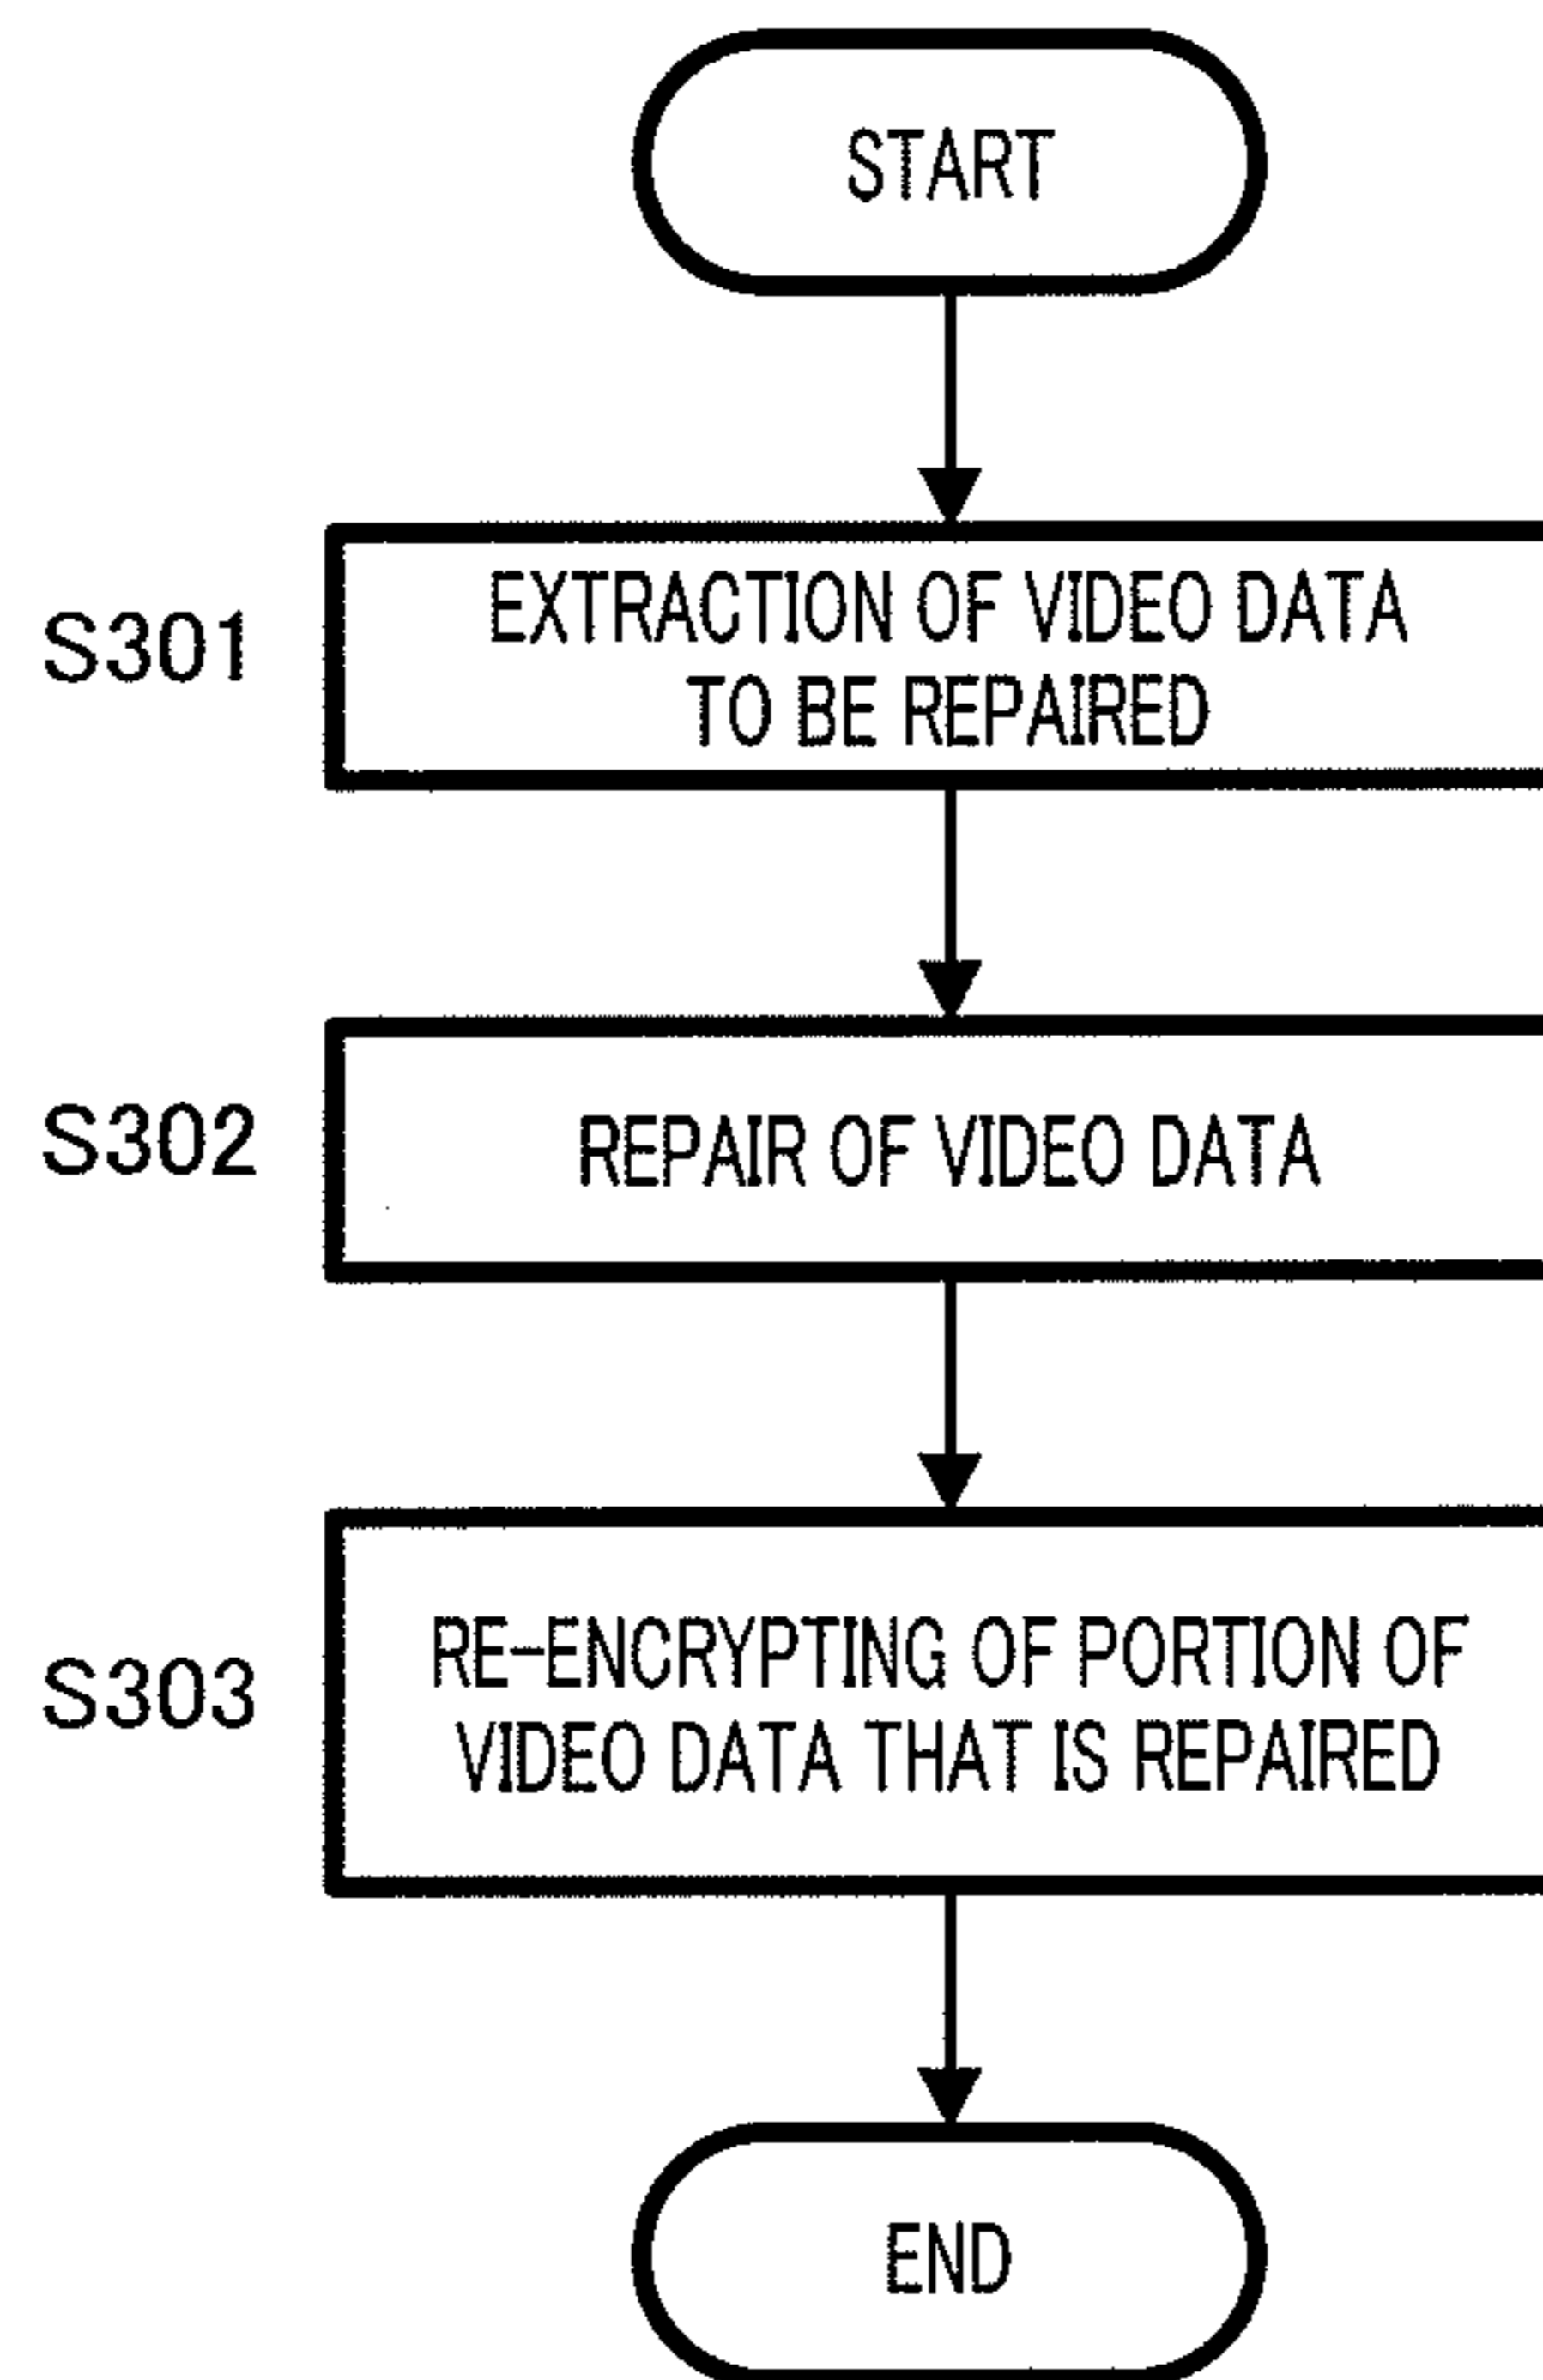 START
S301
EXTRACTION OF VIDEO DATA
TO BE REPAIRED
S302
REPAIR OF VIDEO DATA
S303
RE-ENCRYPTING OF PORTION OF
VIDEO DATA THAT IS REPAIRED
END